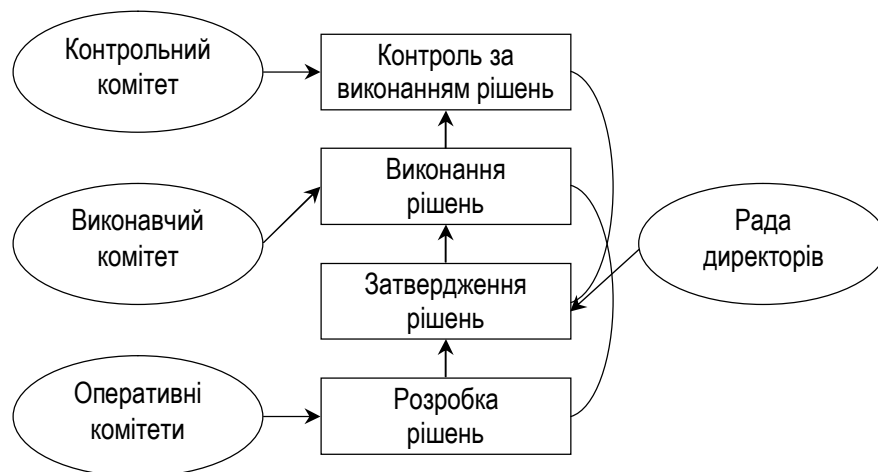 Контрольний
комітет
Контроль за
виконанням рішень
Виконавчий
комітет
Виконання
рішень
Рада
директорів
Затвердження
рішень
Оперативні
комітети
Розробка
рішень